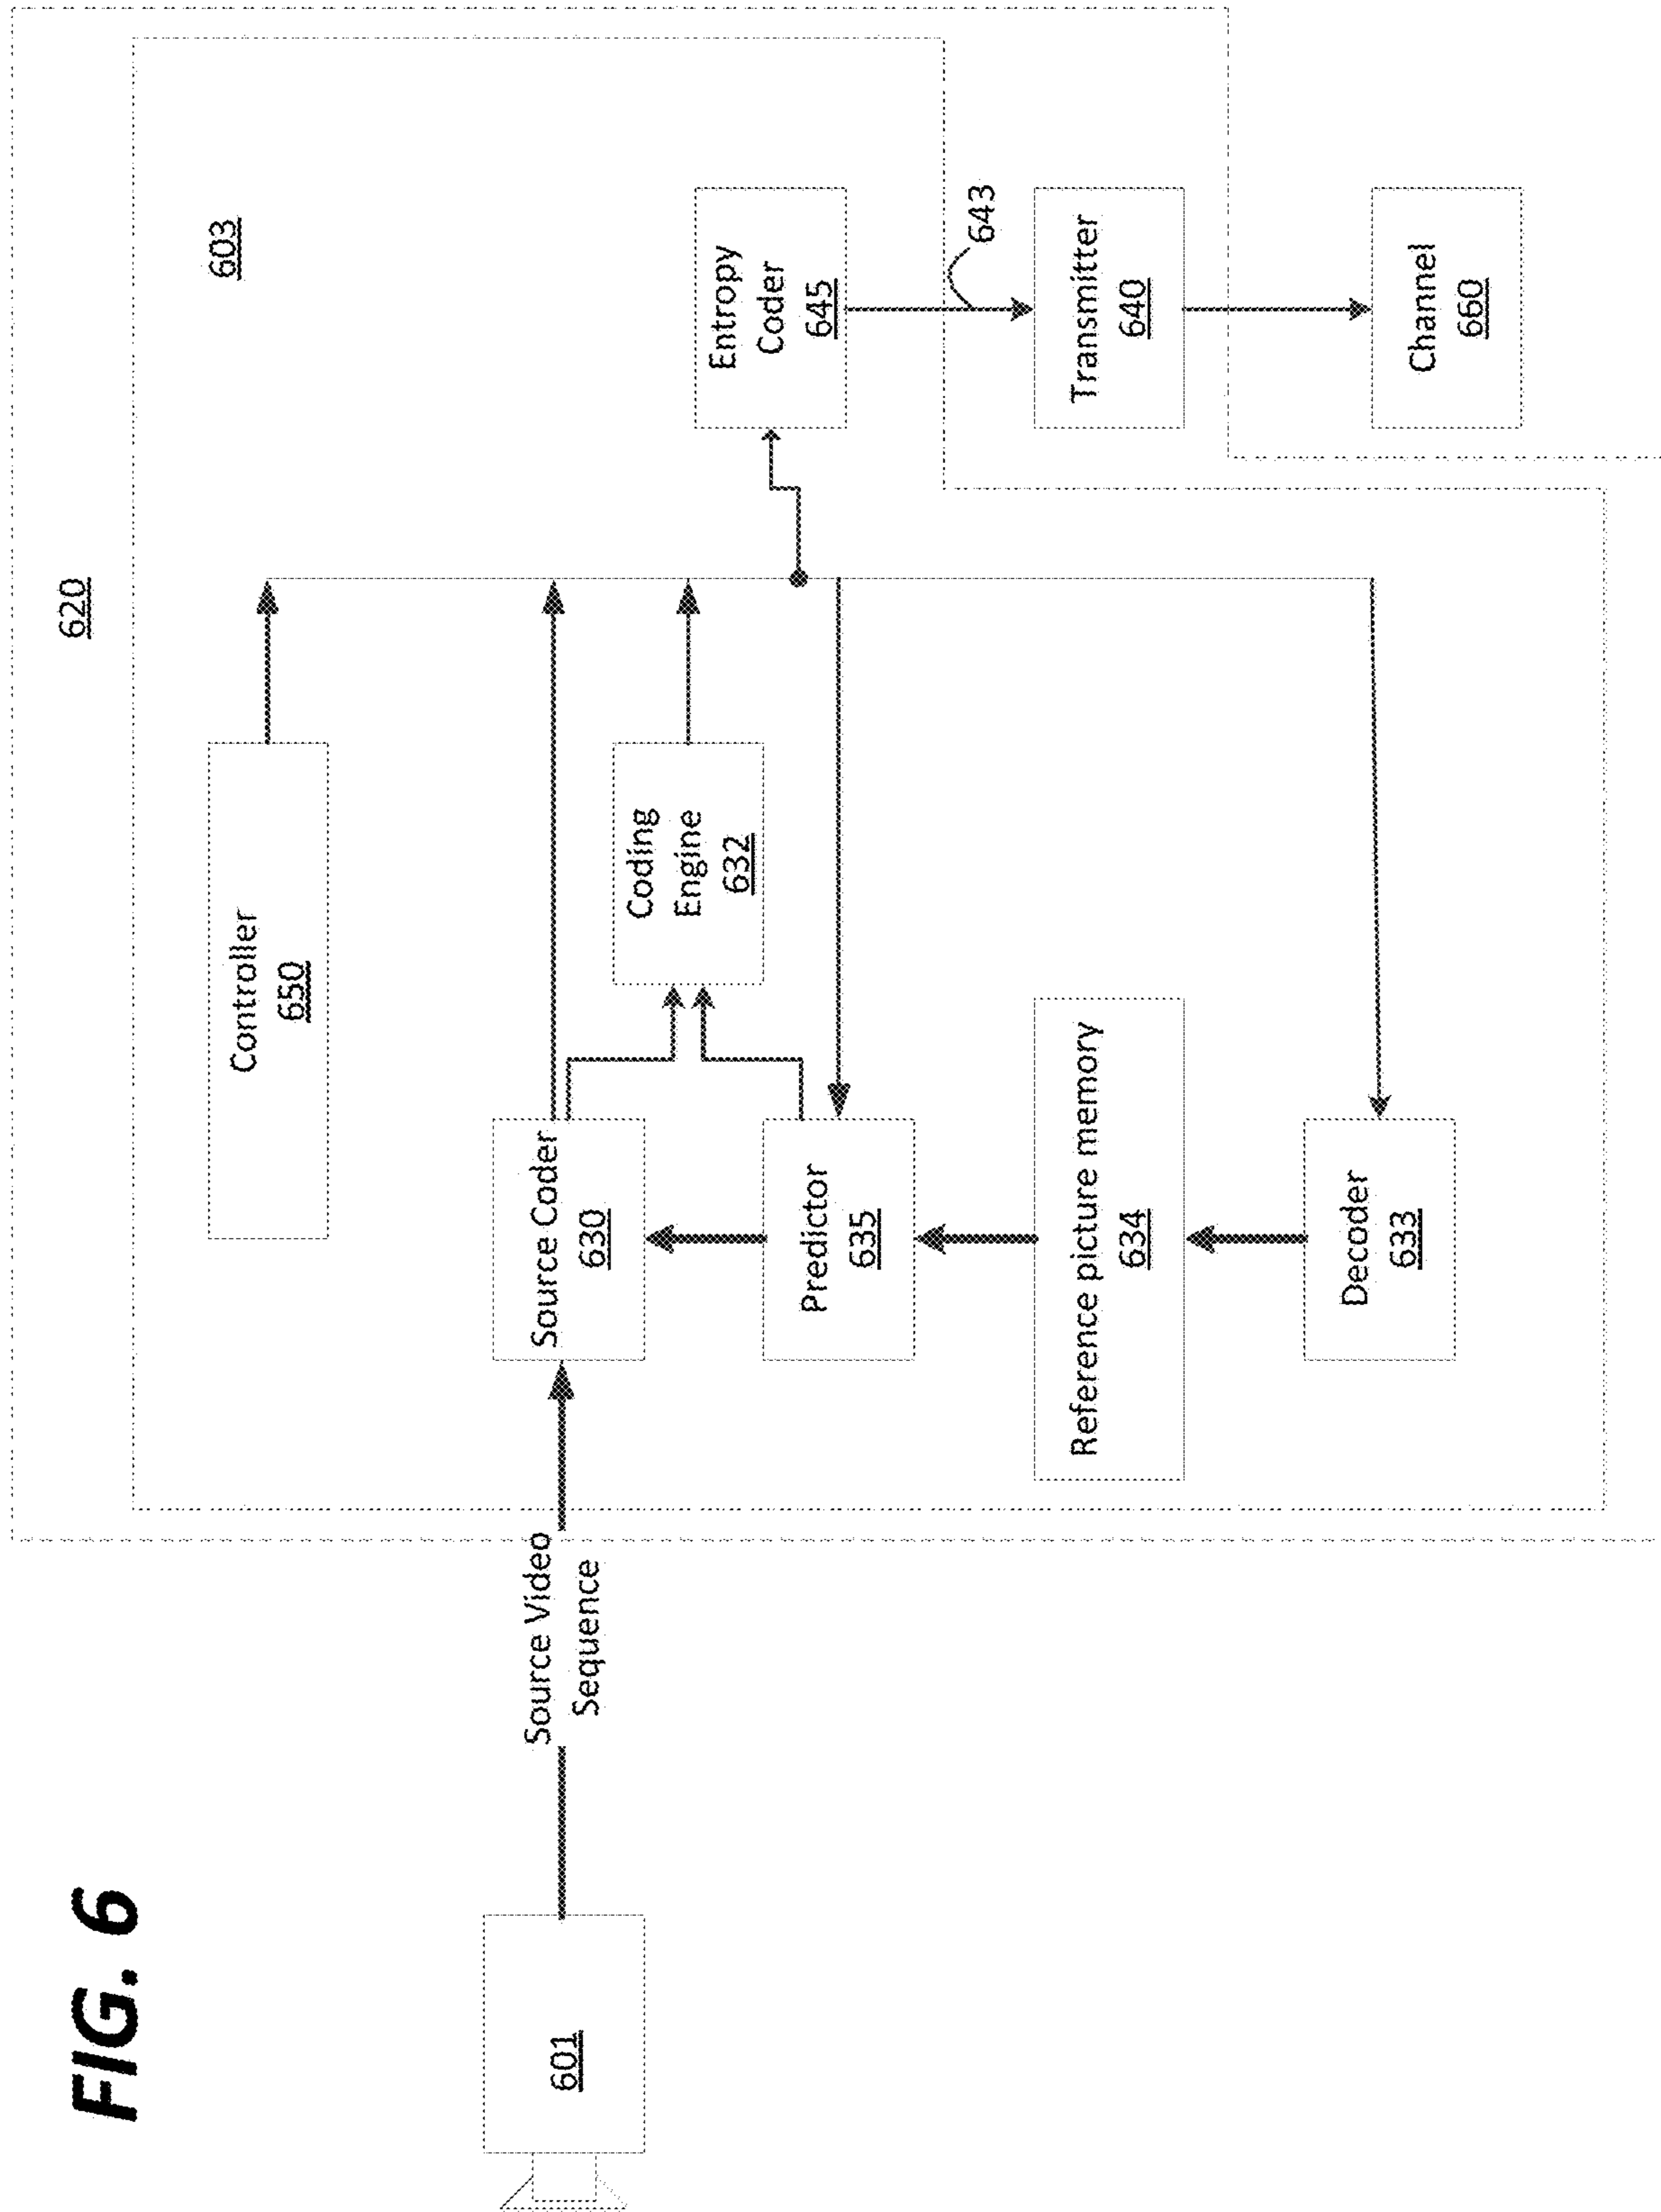 FIG. 6
620
603
Controller
650
Source Video
Sequence
601
Source Coder
630
Coding
Engine
632
Entropy
Coder
645
Predictor
635
643
Reference picture memory
634
Transmitter
640
Decoder
633
Channel
660